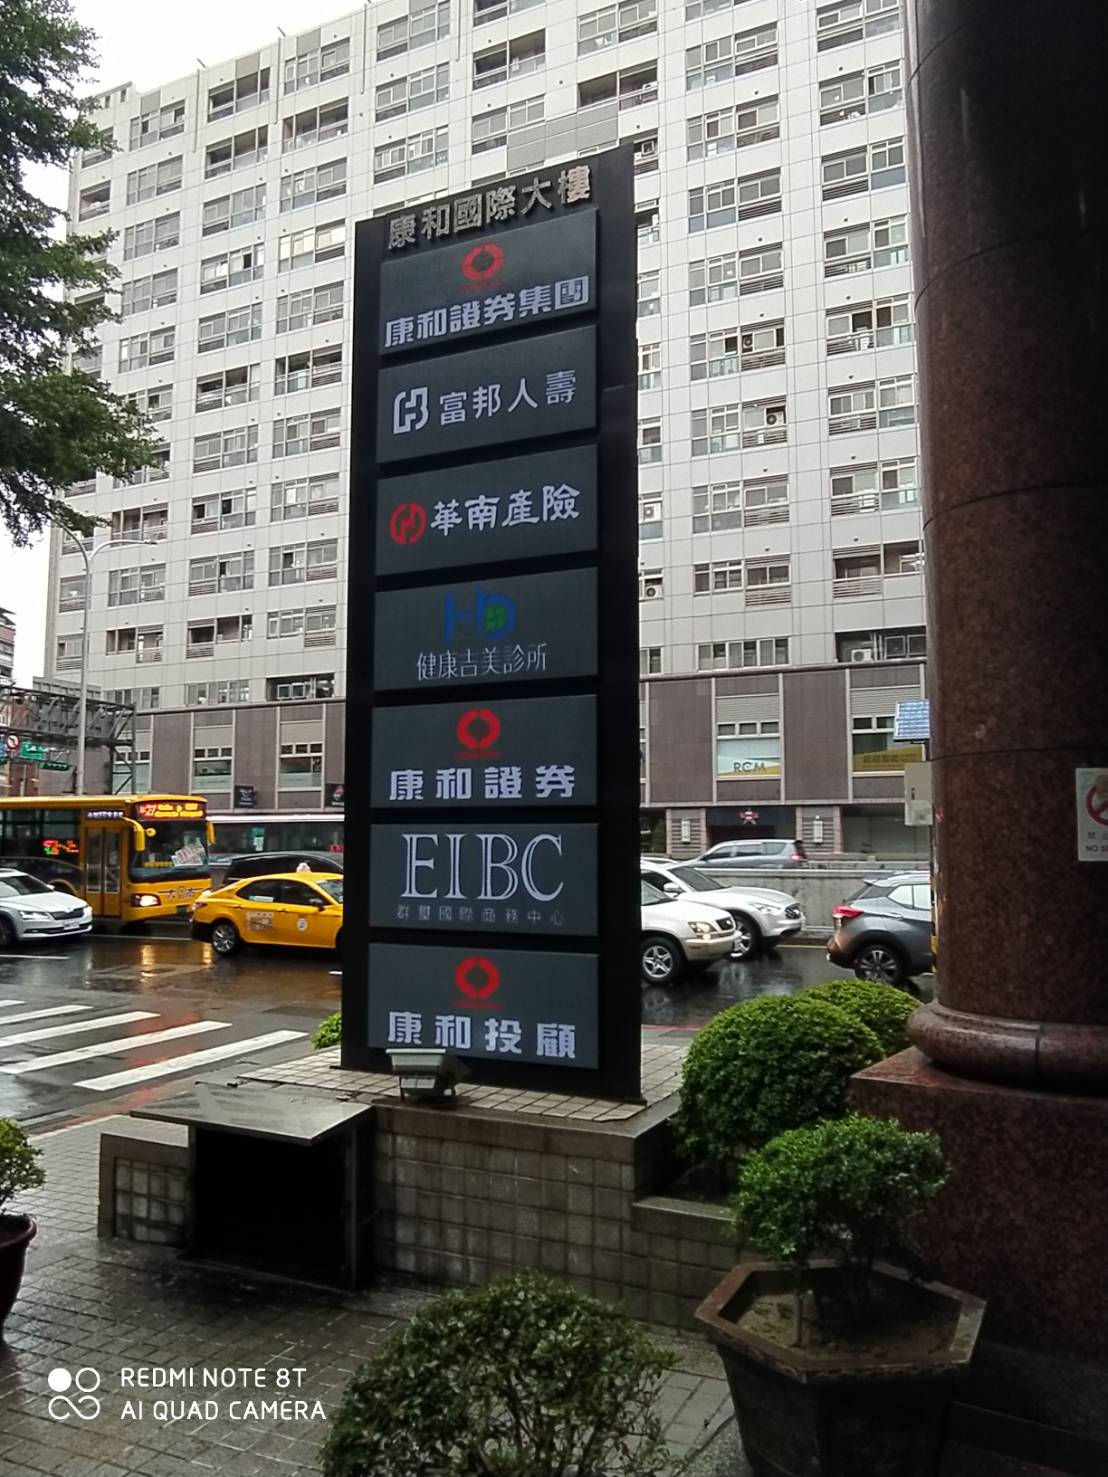 康和國際大樓
康和證券集團
富邦人壽
華南產險
健康吉美診所
康和證券
EIBC
群璽國際商務中心
康和投顧
RCM
REDMI NOTE 8T
AI QUAD CAMERA